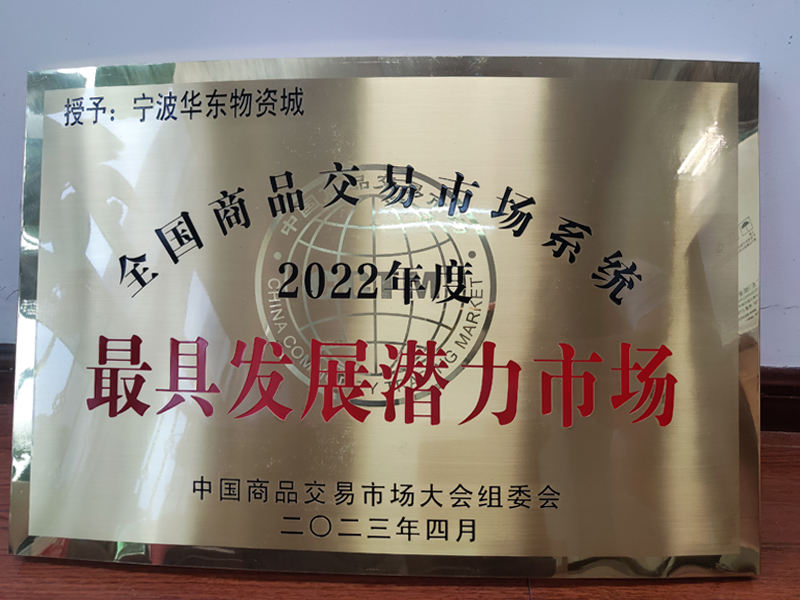 授予：宁波华东物资城
全国商品交易市场系统
2022年度
最具发展潜力市场
中国商品交易市场大会组委会
二〇二三年四月